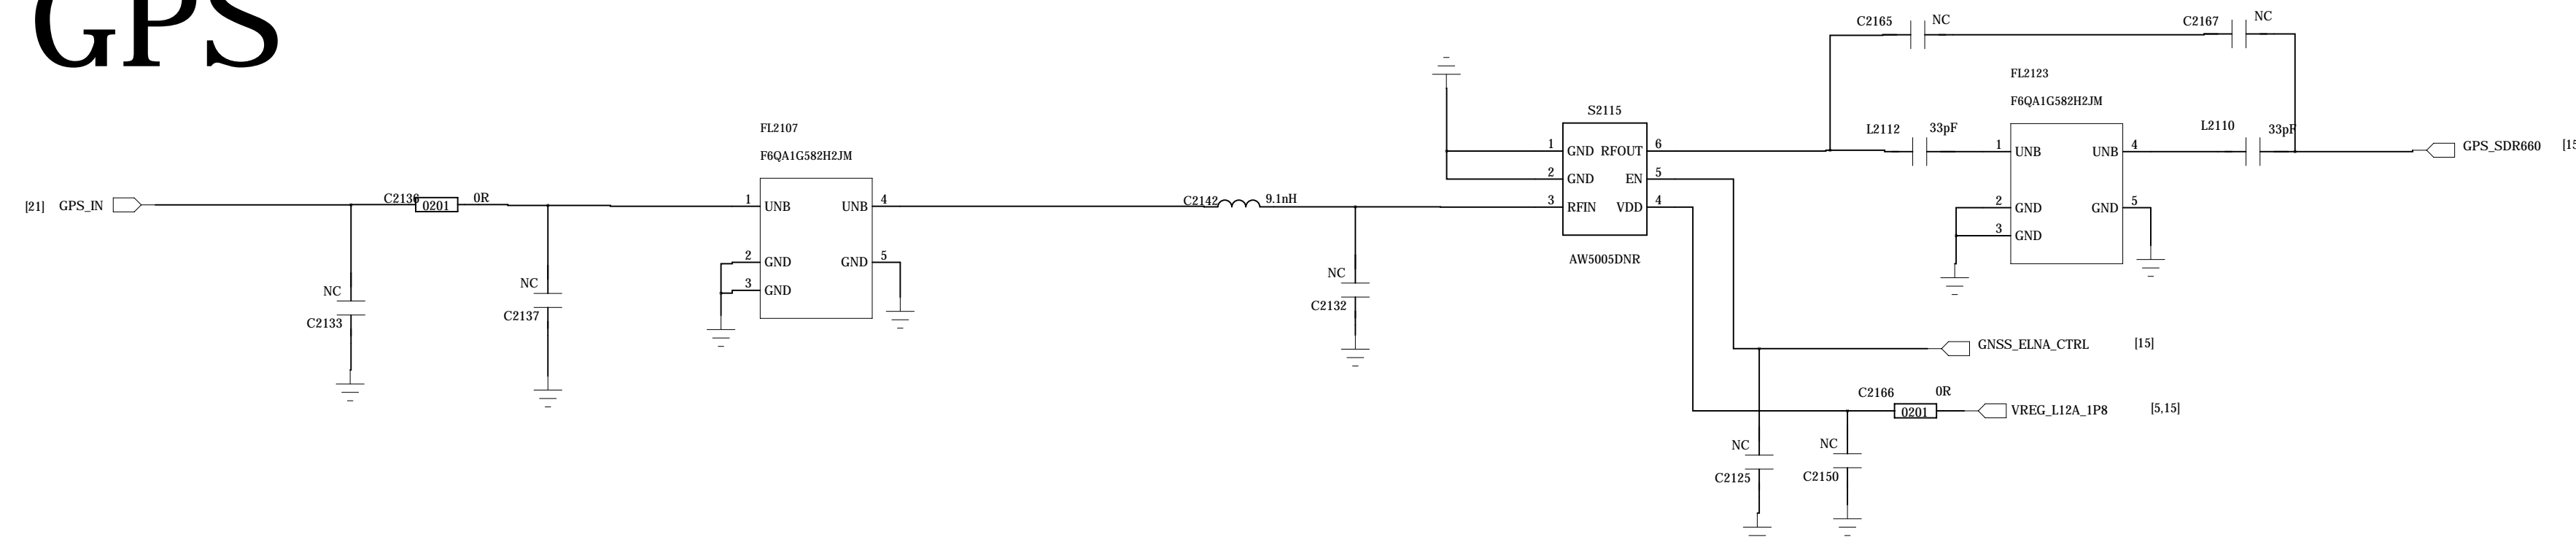 GPS
C2165 NC
C2167 NC
FL2123
F6QA1G582H2JM
S2115
L2112 33pF
L2110 33pF
FL2107
F6QA1G582H2JM
1 GND RFOUT 6
2 GND EN 5
3 RFIN VDD 4
AW5005DNR
1 UNB UNB 4
2 GND GND 5
3 GND
GPS_SDR660 [15
[21] GPS_IN
C2136 0201 0R
1 UNB UNB 4
2 GND GND 5
3 GND
C2142 9.1nH
NC
C2133
NC
C2137
NC
C2132
GNSS_ELNA_CTRL [15]
C2166 0R
0201
VREG_L12A_1P8 [5,15]
NC
C2125
NC
C2150